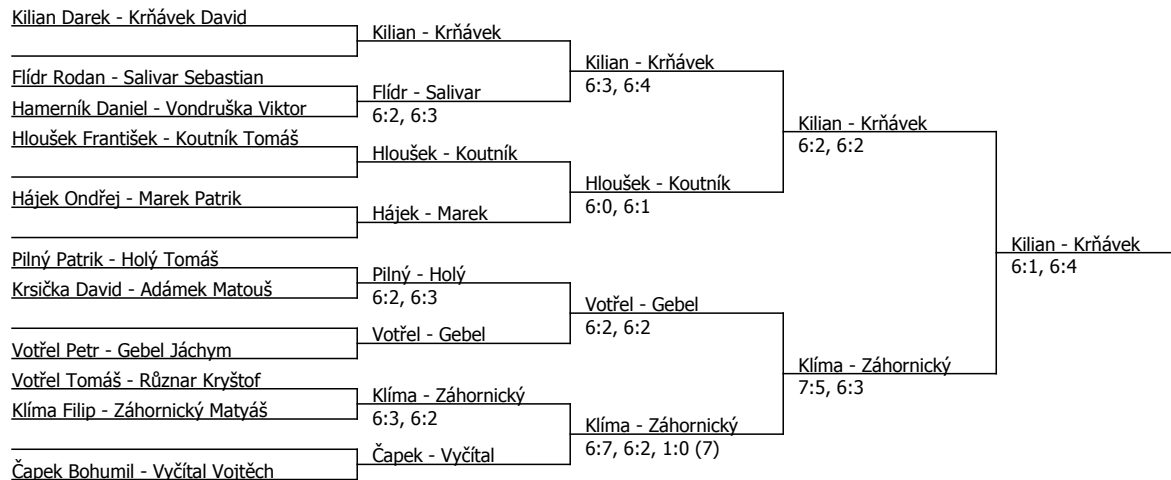 Kilian Darek - Krňávek David
Kilian - Krňávek
Kilian - Krňávek
6:3, 6:4
Flídr Rodan - Salivar Sebastian
Flídr - Salivar
6:2, 6:3
Hamerník Daniel - Vondruška Viktor
Kilian - Krňávek
6:2, 6:2
Hloušek František - Koutník Tomáš
Hloušek - Koutník
Hloušek - Koutník
6:0, 6:1
Hájek Ondřej - Marek Patrik
Hájek - Marek
Kilian - Krňávek
6:1, 6:4
Pilný Patrik - Holý Tomáš
Pilný - Holý
6:2, 6:3
Krsička David - Adámek Matouš
Votřel - Gebel
6:2, 6:2
Votřel - Gebel
Votřel Petr - Gebel Jáchym
Klíma - Záhornický
7:5, 6:3
Votřel Tomáš - Různar Kryštof
Klíma - Záhornický
6:3, 6:2
Klíma Filip - Záhornický Matyáš
Klíma - Záhornický
6:7, 6:2, 1:0 (7)
Čapek - Vyčítal
Čapek Bohumil - Vyčítal Vojtěch